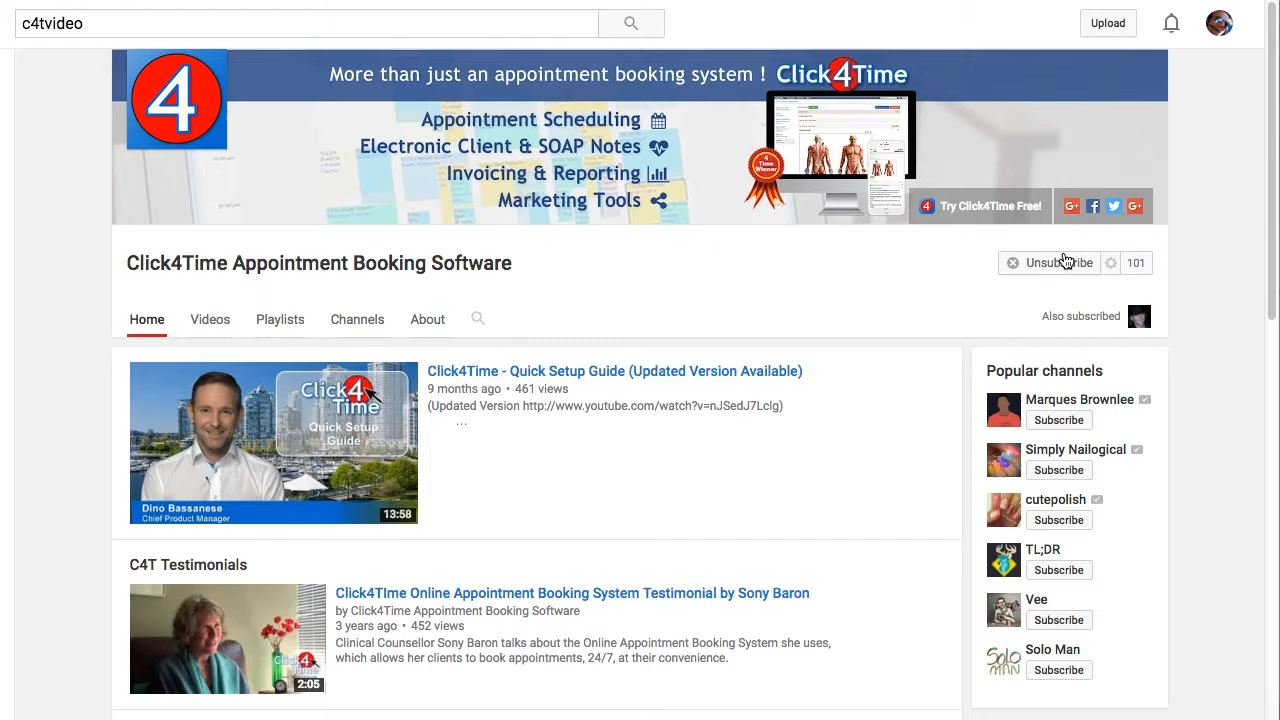 c4tvideo
Upload
4
More than just an appointment booking system !
Click4Time
Appointment Scheduling
Electronic Client & SOAP Notes
Invoicing & Reporting
Marketing Tools
4 Time Winner
4 Try Click4Time Free!
G+ G+
Click4Time Appointment Booking Software
Unsubscribe 101
Home Videos Playlists Channels About
Also subscribed
Click4Time
Quick Setup
Guide
Dino Bassanese
Chief Product Manager
13:58
Click4Time - Quick Setup Guide (Updated Version Available)
9 months ago • 461 views
(Updated Version http://www.youtube.com/watch?v=nJSedJ7Lclg)
...
C4T Testimonials
Click4Time
2:05
Click4TIme Online Appointment Booking System Testimonial by Sony Baron
by Click4Time Appointment Booking Software
3 years ago • 452 views
Clinical Counsellor Sony Baron talks about the Online Appointment Booking System she uses,
which allows her clients to book appointments, 24/7, at their convenience.
Popular channels
Marques Brownlee
Subscribe
Simply Nailogical
Subscribe
cutepolish
Subscribe
TL;DR
Subscribe
Vee
Subscribe
SOLO MAN
Solo Man
Subscribe